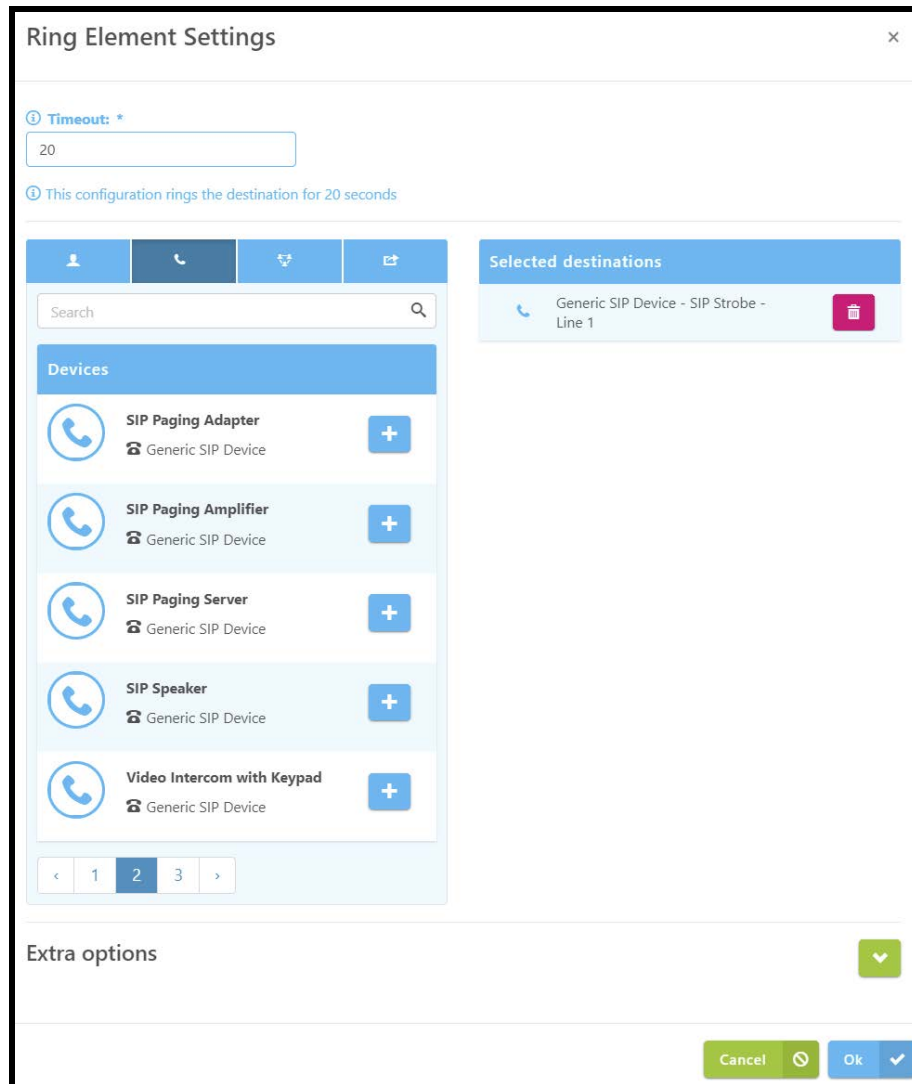 Ring Element Settings
Timeout: *
20
This configuration rings the destination for 20 seconds
Search
Devices
SIP Paging Adapter
Generic SIP Device
SIP Paging Amplifier
Generic SIP Device
SIP Paging Server
Generic SIP Device
SIP Speaker
Generic SIP Device
Video Intercom with Keypad
Generic SIP Device
‹ 1 2 3 ›
Selected destinations
Generic SIP Device - SIP Strobe -
Line 1
Extra options
Cancel
Ok